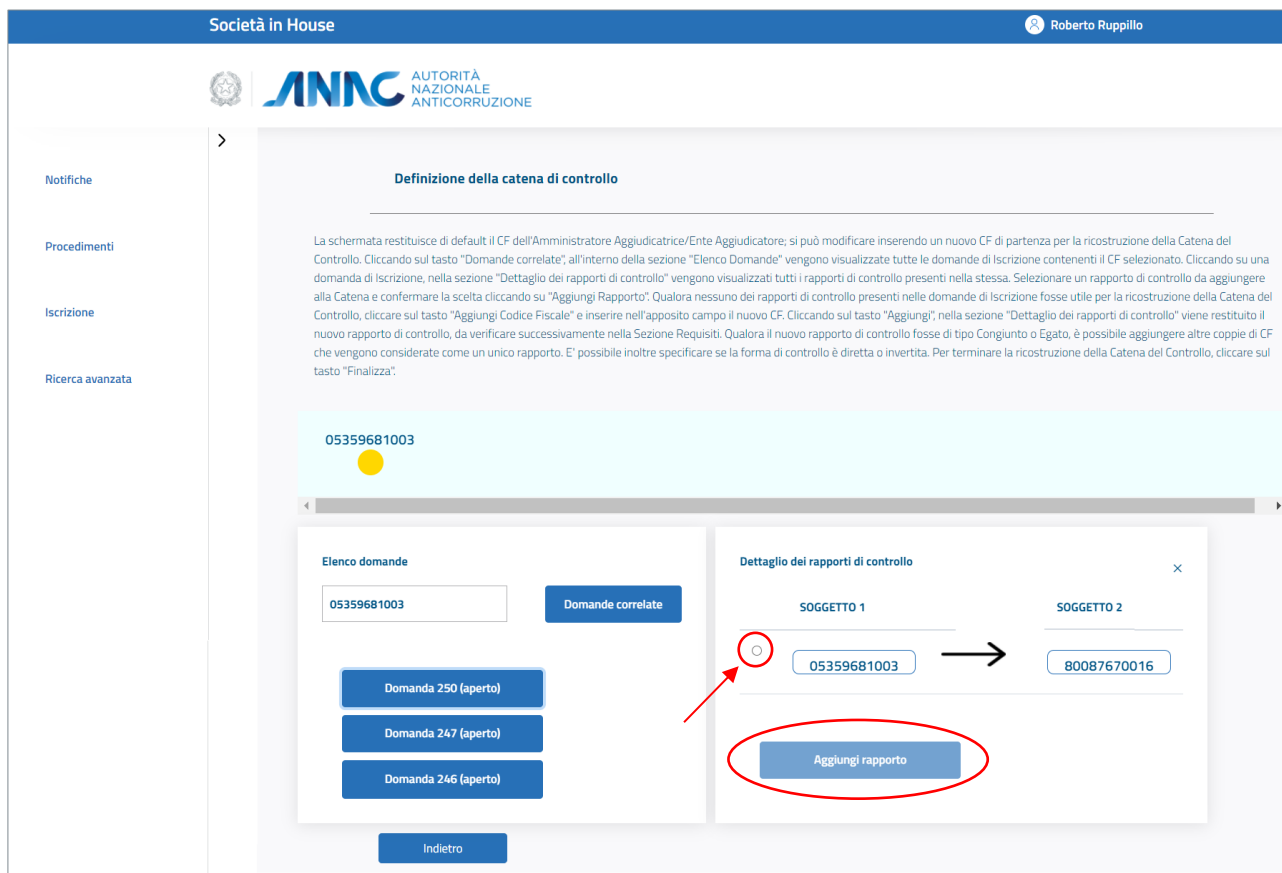 Società in House
Roberto Ruppillo
ANAC
AUTORITÀ
NAZIONALE
ANTICORRUZIONE
Notifiche
Procedimenti
Iscrizione
Ricerca avanzata
Definizione della catena di controllo
La schermata restituisce di default il CF dell'Amministratore Aggiudicatrice/Ente Aggiudicatore; si può modificare inserendo un nuovo CF di partenza per la ricostruzione della Catena del
Controllo. Cliccando sul tasto "Domande correlate", all'interno della sezione "Elenco Domande" vengono visualizzate tutte le domande di Iscrizione contenenti il CF selezionato. Cliccando su una
domanda di Iscrizione, nella sezione "Dettaglio dei rapporti di controllo" vengono visualizzati tutti i rapporti di controllo presenti nella stessa. Selezionare un rapporto di controllo da aggiungere
alla Catena e confermare la scelta cliccando su "Aggiungi Rapporto". Qualora nessuno dei rapporti di controllo presenti nelle domande di Iscrizione fosse utile per la ricostruzione della Catena del
Controllo, cliccare sul tasto "Aggiungi Codice Fiscale" e inserire nell'apposito campo il nuovo CF. Cliccando sul tasto "Aggiungi", nella sezione "Dettaglio dei rapporti di controllo" viene restituito il
nuovo rapporto di controllo, da verificare successivamente nella Sezione Requisiti. Qualora il nuovo rapporto di controllo fosse di tipo Congiunto o Egato, è possibile aggiungere altre coppie di CF
che vengono considerate come un unico rapporto. E' possibile inoltre specificare se la forma di controllo è diretta o invertita. Per terminare la ricostruzione della Catena del Controllo, cliccare sul
tasto "Finalizza".
05359681003
Elenco domande
05359681003
Domande correlate
Domanda 250 (aperto)
Domanda 247 (aperto)
Domanda 246 (aperto)
Indietro
Dettaglio dei rapporti di controllo
SOGGETTO 1
SOGGETTO 2
05359681003
80087670016
Aggiungi rapporto